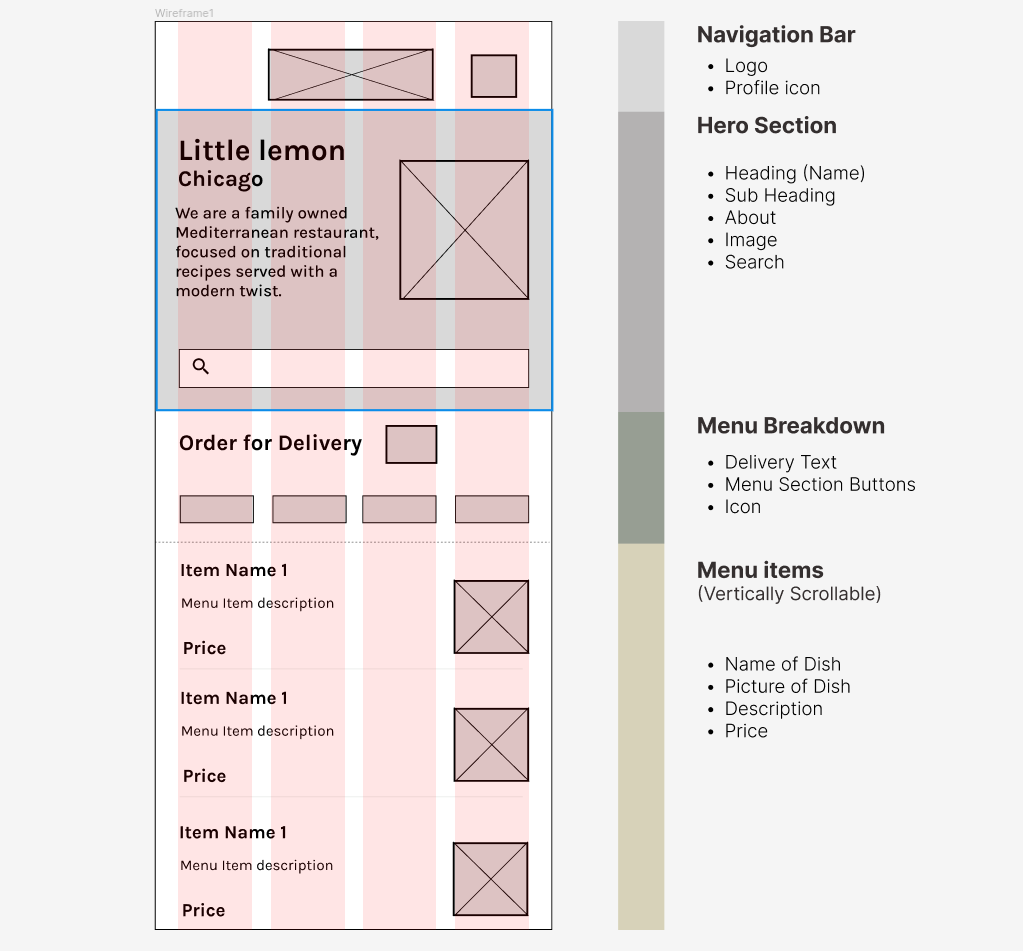 Wireframe1
Little lemon
Chicago
We are a family owned
Mediterranean restaurant,
focused on traditional
recipes served with a
modern twist.
Order for Delivery
Item Name 1
Menu Item description
Price
Item Name 1
Menu Item description
Price
Item Name 1
Menu Item description
Price
Navigation Bar
• Logo
• Profile icon
Hero Section
• Heading (Name)
• Sub Heading
• About
• Image
• Search
Menu Breakdown
• Delivery Text
• Menu Section Buttons
• Icon
Menu items
(Vertically Scrollable)
• Name of Dish
• Picture of Dish
• Description
• Price